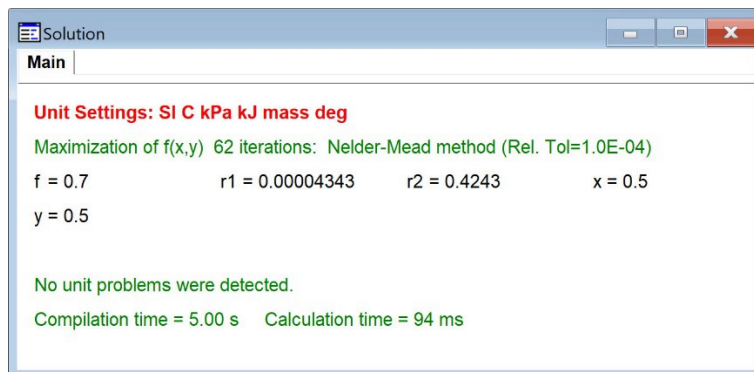 Solution
Main
Unit Settings: SI C kPa kJ mass deg
Maximization of f(x,y) 62 iterations: Nelder-Mead method (Rel. Tol=1.0E-04)
f = 0.7 r1 = 0.00004343 r2 = 0.4243 x = 0.5
y = 0.5
No unit problems were detected.
Compilation time = 5.00 s Calculation time = 94 ms